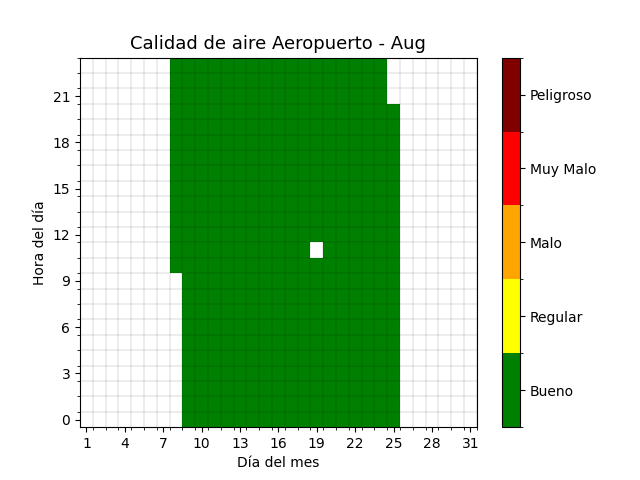 Calidad de aire Aeropuerto - Aug
21
18
15
12
9
6
3
0
Hora del día
1 4 7 10 13 16 19 22 25 28 31
Día del mes
Peligroso
Muy Malo
Malo
Regular
Bueno